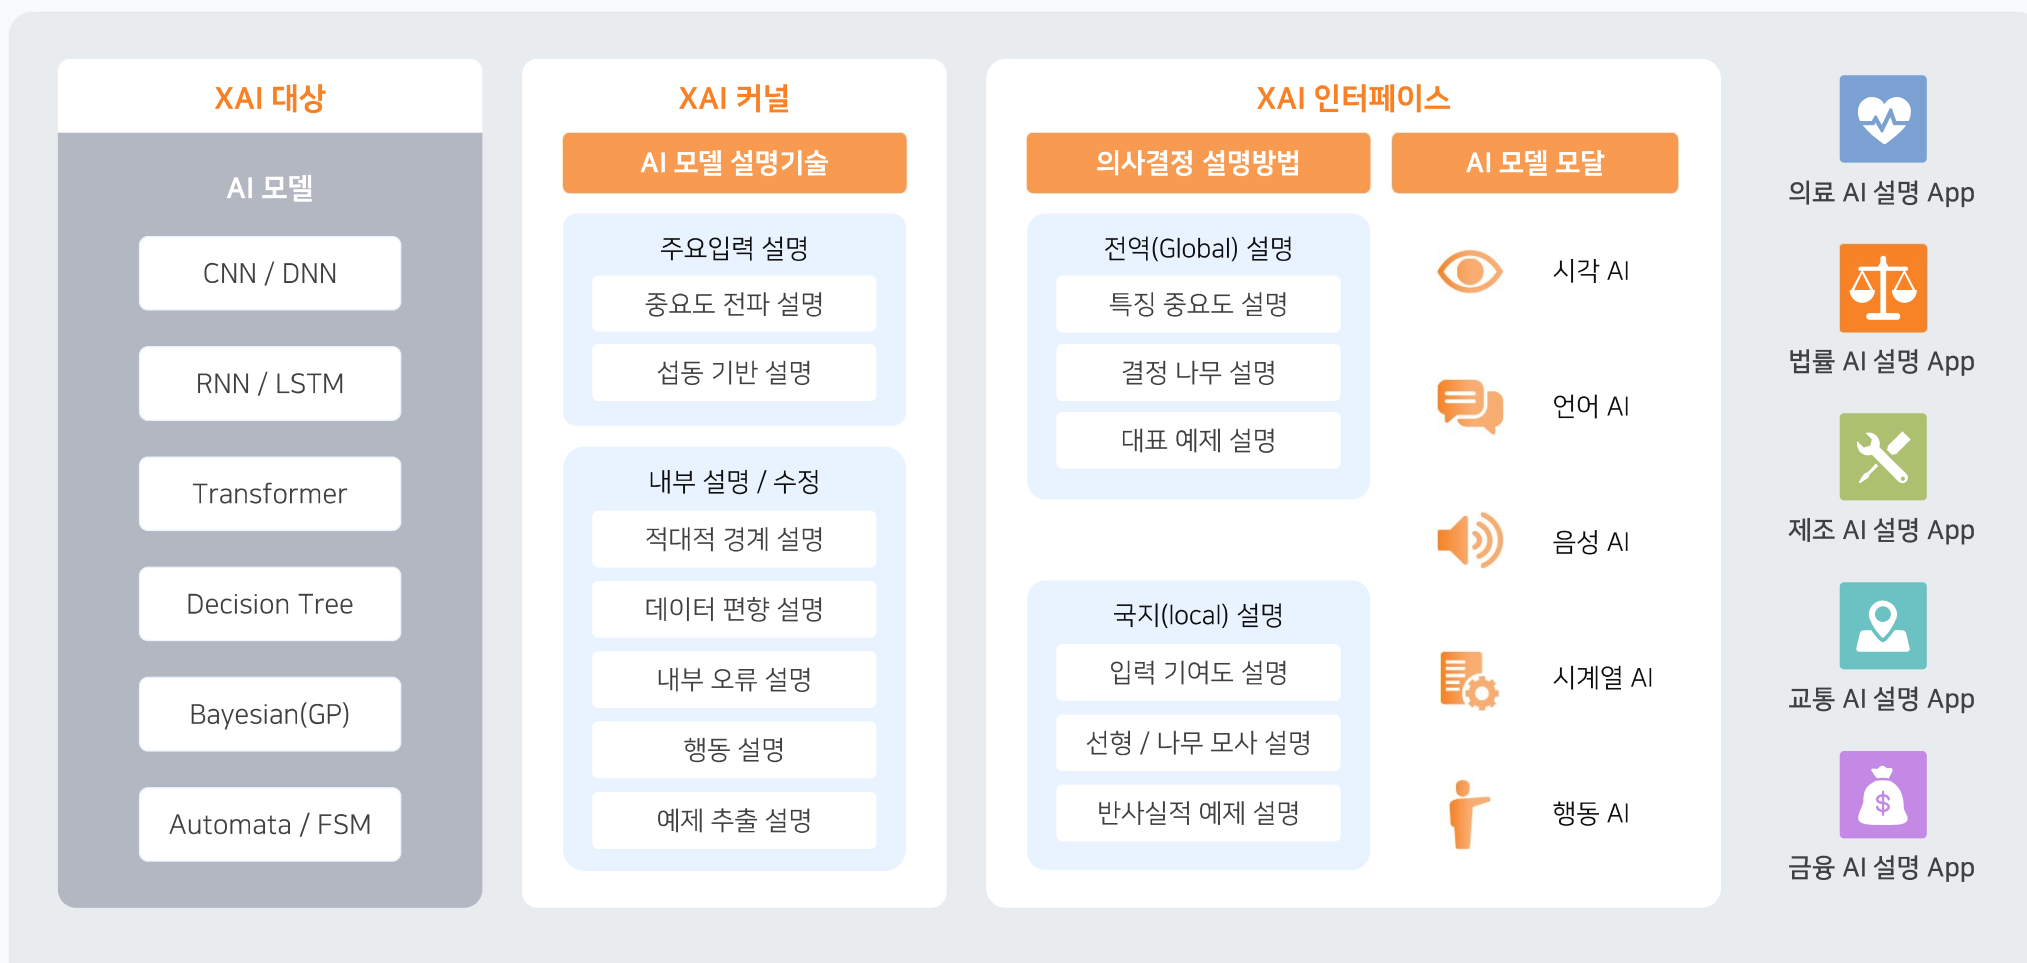 XAI 대상
AI 모델
CNN / DNN
RNN / LSTM
Transformer
Decision Tree
Bayesian(GP)
Automata / FSM
XAI 커널
AI 모델 설명기술
주요입력 설명
중요도 전파 설명
섭동 기반 설명
내부 설명 / 수정
적대적 경계 설명
데이터 편향 설명
내부 오류 설명
행동 설명
예제 추출 설명
XAI 인터페이스
의사결정 설명방법
전역(Global) 설명
특징 중요도 설명
결정 나무 설명
대표 예제 설명
국지(local) 설명
입력 기여도 설명
선형 / 나무 모사 설명
반사실적 예제 설명
AI 모델 모달
시각 AI
언어 AI
음성 AI
시계열 AI
행동 AI
의료 AI 설명 App
법률 AI 설명 App
제조 AI 설명 App
교통 AI 설명 App
$
금융 AI 설명 App